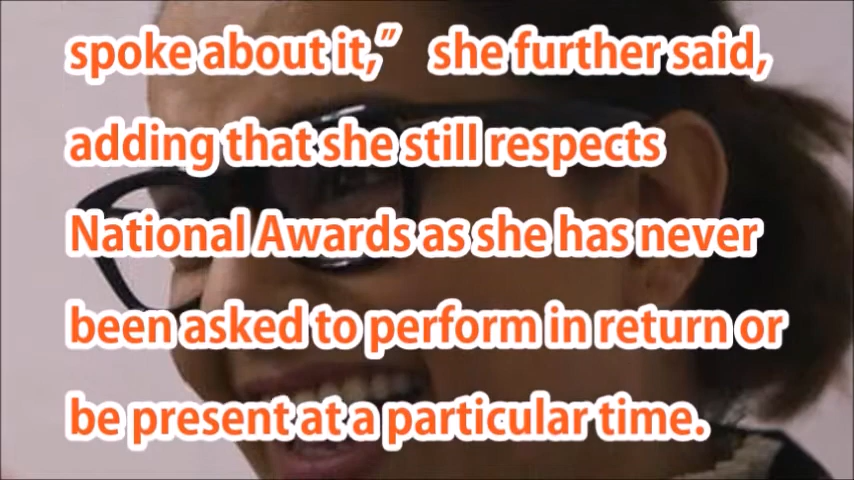 spoke about it,” she further said,
adding that she still respects
National Awards as she has never
been asked to perform in return or
be present at a particular time.